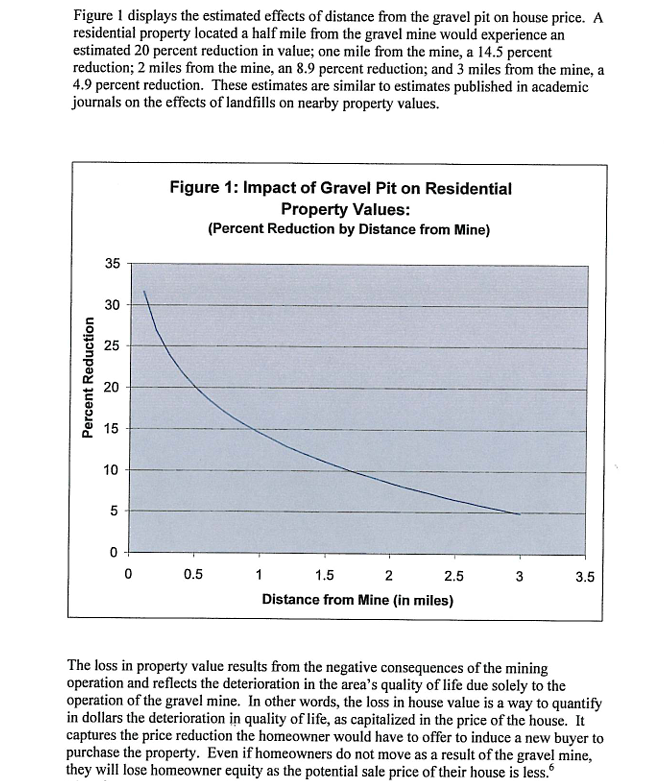 Figure 1 displays the estimated effects of distance from the gravel pit on house price.  A
residential property located a half mile from the gravel mine would experience an
estimated 20 percent reduction in value; one mile from the mine, a 14.5 percent
reduction; 2 miles from the mine, an 8.9 percent reduction; and 3 miles from the mine, a
4.9 percent reduction.  These estimates are similar to estimates published in academic
journals on the effects of landfills on nearby property values.
Figure 1: Impact of Gravel Pit on Residential
Property Values:
(Percent Reduction by Distance from Mine)
Percent Reduction
35
30
25
20
15
10
5
0
0 0.5 1 1.5 2 2.5 3 3.5
Distance from Mine (in miles)
The loss in property value results from the negative consequences of the mining
operation and reflects the deterioration in the area's quality of life due solely to the
operation of the gravel mine.  In other words, the loss in house value is a way to quantify
in dollars the deterioration in quality of life, as capitalized in the price of the house.  It
captures the price reduction the homeowner would have to offer to induce a new buyer to
purchase the property.  Even if homeowners do not move as a result of the gravel mine,
they will lose homeowner equity as the potential sale price of their house is less.⁶